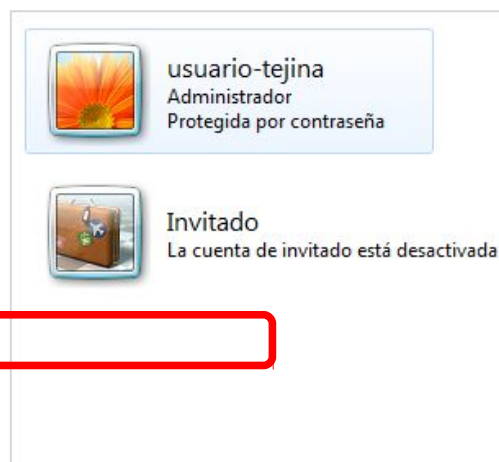 usuario-tejina
Administrador
Protegida por contraseña
Invitado
La cuenta de invitado está desactivada